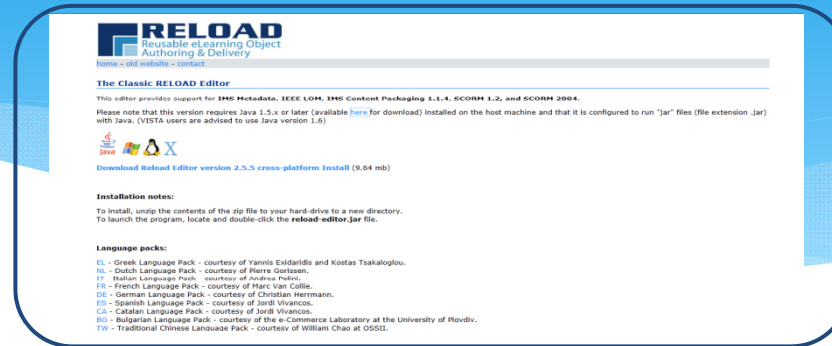 RELOAD
Reusable eLearning Object
Authoring & Delivery
home - old website - contact
The Classic RELOAD Editor
This editor provides support for IMS Metadata, IEEE LOM, IMS Content Packaging 1.1.4, SCORM 1.2, and SCORM 2004.
Please note that this version requires Java 1.5.x or later (available here for download) installed on the host machine and that it is configured to run "jar" files (file extension .jar)
with Java. (VISTA users are advised to use Java version 1.6)
Java X
Download Reload Editor version 2.5.5 cross-platform Install (9.64 mb)
Installation notes:
To install, unzip the contents of the zip file to your hard-drive to a new directory.
To launch the program, locate and double-click the reload-editor.jar file.
Language packs:
EL - Greek Language Pack - courtesy of Yannis Exidaridis and Kostas Tsakaloglou.
NL - Dutch Language Pack - courtesy of Pierre Gorissen.
IT - Italian Language Pack - courtesy of Andrea Polini.
FR - French Language Pack - courtesy of Marc Van Collie.
DE - German Language Pack - courtesy of Christian Herrmann.
ES - Spanish Language Pack - courtesy of Jordi Vivancos.
CA - Catalan Language Pack - courtesy of Jordi Vivancos.
BG - Bulgarian Language Pack - courtesy of the e-Commerce Laboratory at the University of Plovdiv.
TW - Traditional Chinese Language Pack - courtesy of William Chao at OSSII.